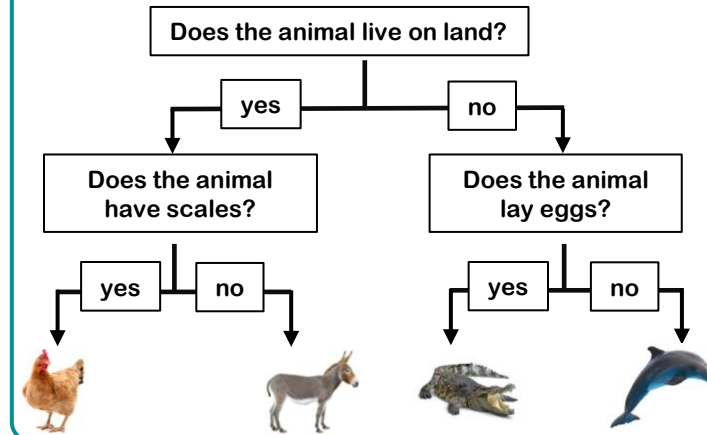 Does the animal live on land?
yes
no
Does the animal
have scales?
Does the animal
lay eggs?
yes
no
yes
no